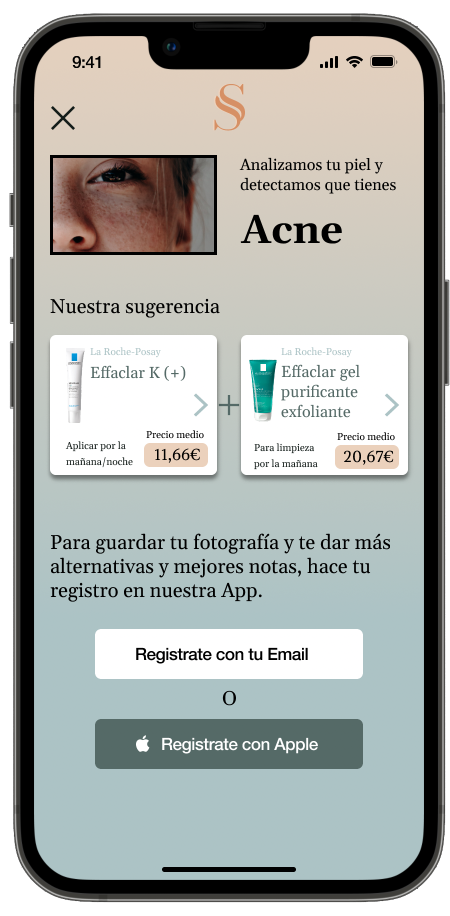 9:41
S
Analizamos tu piel y
detectamos que tienes
Acne
Nuestra sugerencia
La Roche-Posay
Effaclar K (+)
Aplicar por la
mañana/noche
Precio medio
11,66€
+
La Roche-Posay
Effaclar gel
purificante
exfoliante
Para limpieza
por la mañana
Precio medio
20,67€
Para guardar tu fotografía y te dar más
alternativas y mejores notas, hace tu
registro en nuestra App.
Registrate con tu Email
O
Registrate con Apple